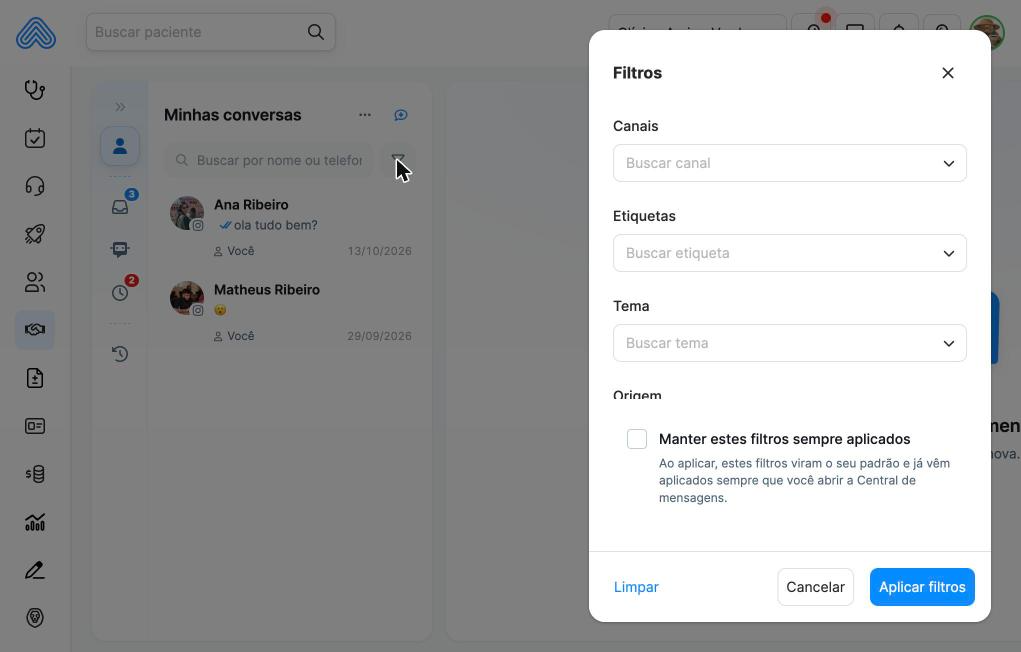 Buscar paciente
Filtros
Minhas conversas
Canais
Buscar canal
Buscar por nome ou telefor
3
Ana Ribeiro
ola tudo bem?
Você
13/10/2026
Etiquetas
Buscar etiqueta
2
Matheus Ribeiro
Você
29/09/2026
Tema
Buscar tema
Origem
Manter estes filtros sempre aplicados
Ao aplicar, estes filtros viram o seu padrão e já vêm
aplicados sempre que você abrir a Central de
mensagens.
nova.
Limpar
Cancelar
Aplicar filtros